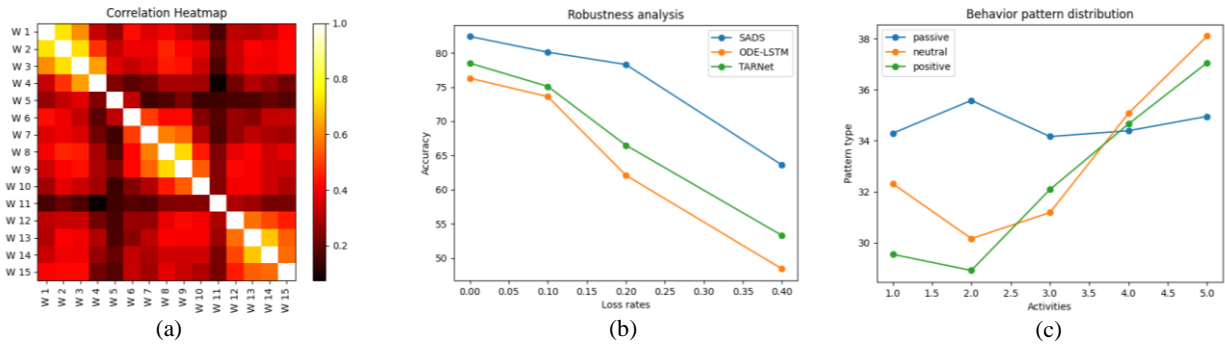 Correlation Heatmap
W 1
W 2
W 3
W 4
W 5
W 6
W 7
W 8
W 9
W 10
W 11
W 12
W 13
W 14
W 15
W 1
W 2
W 3
W 4
W 5
W 6
W 7
W 8
W 9
W 10
W 11
W 12
W 13
W 14
W 15
1.0
0.8
0.6
0.4
0.2
(a)
Robustness analysis
SADS
ODE-LSTM
TARNet
Accuracy
80
75
70
65
60
55
50
0.00 0.05 0.10 0.15 0.20 0.25 0.30 0.35 0.40
Loss rates
(b)
Behavior pattern distribution
passive
neutral
positive
Pattern type
38
36
34
32
30
1.0 1.5 2.0 2.5 3.0 3.5 4.0 4.5 5.0
Activities
(c)